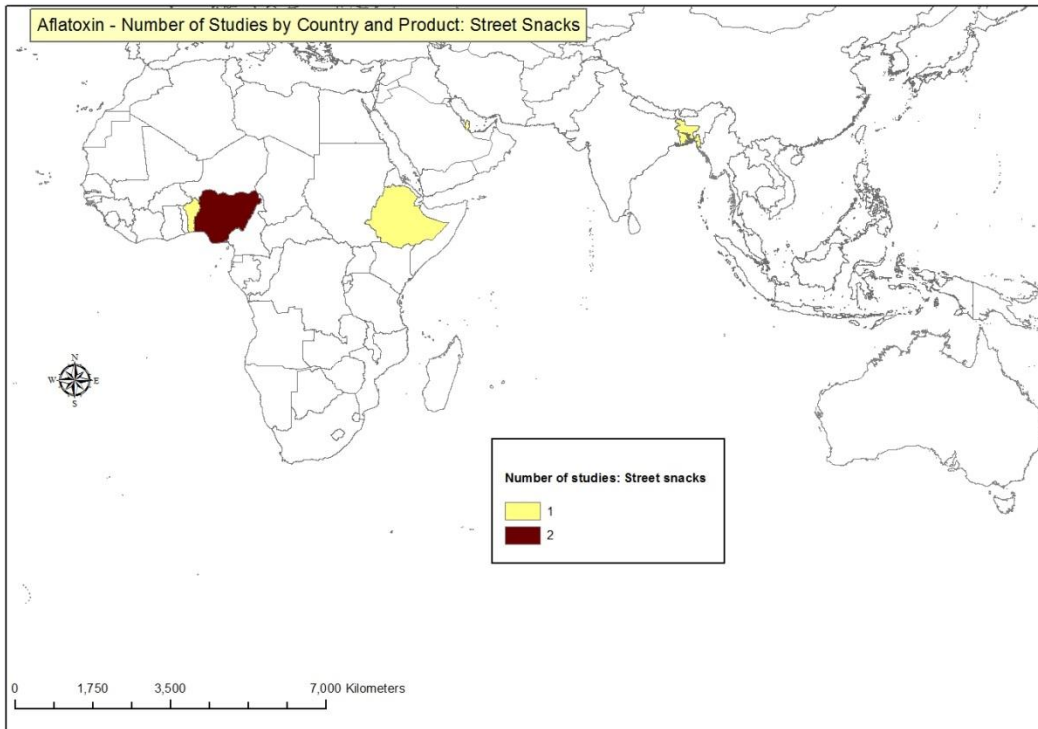 Aflatoxin - Number of Studies by Country and Product: Street Snacks
N
W E
S
Number of studies: Street snacks
1
2
0 1,750 3,500 7,000 Kilometers